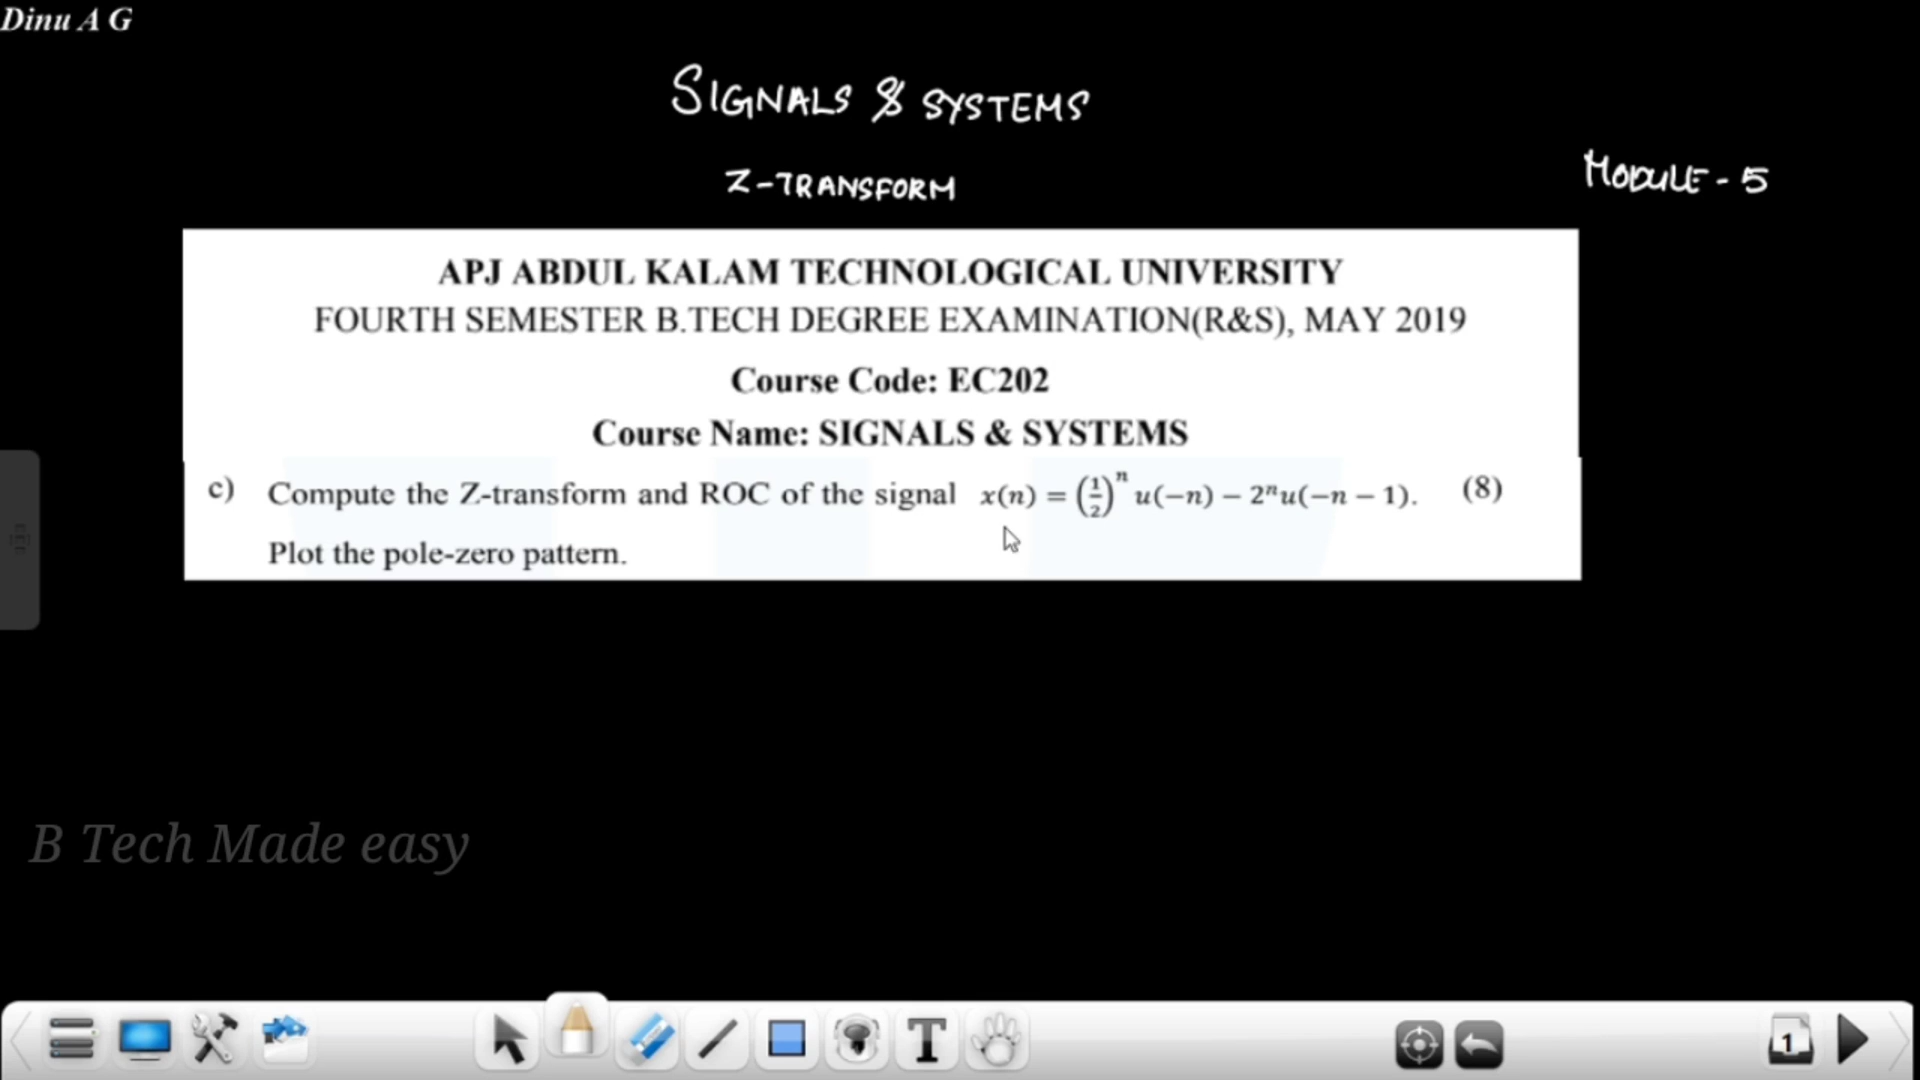 Dinu A G
SIGNALS & SYSTEMS
Z-TRANSFORM
MODULE - 5
APJ ABDUL KALAM TECHNOLOGICAL UNIVERSITY
FOURTH SEMESTER B.TECH DEGREE EXAMINATION(R&S), MAY 2019
Course Code: EC202
Course Name: SIGNALS & SYSTEMS
c) Compute the Z-transform and ROC of the signal x(n) = (1/2)ⁿ u(−n) − 2ⁿu(−n − 1). (8)
Plot the pole-zero pattern.
B Tech Made easy
T
1